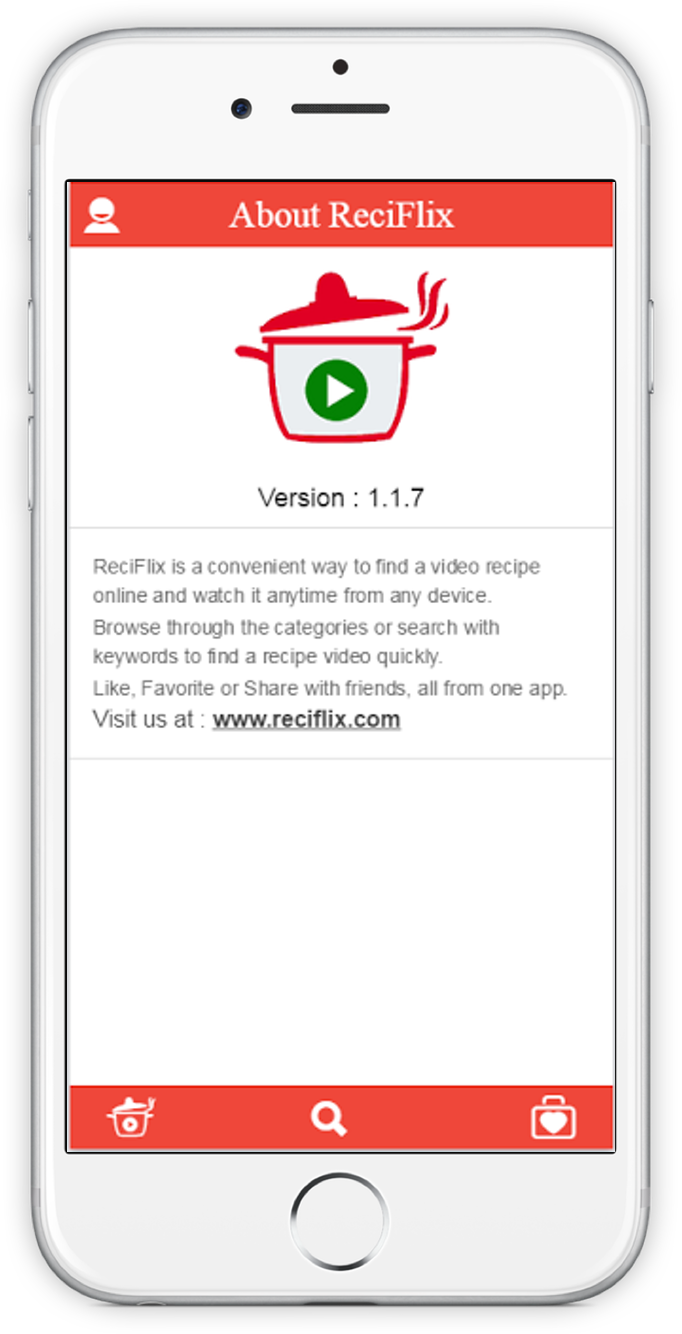 About ReciFlix
Version : 1.1.7
ReciFlix is a convenient way to find a video recipe
online and watch it anytime from any device.
Browse through the categories or search with
keywords to find a recipe video quickly.
Like, Favorite or Share with friends, all from one app.
Visit us at : www.reciflix.com